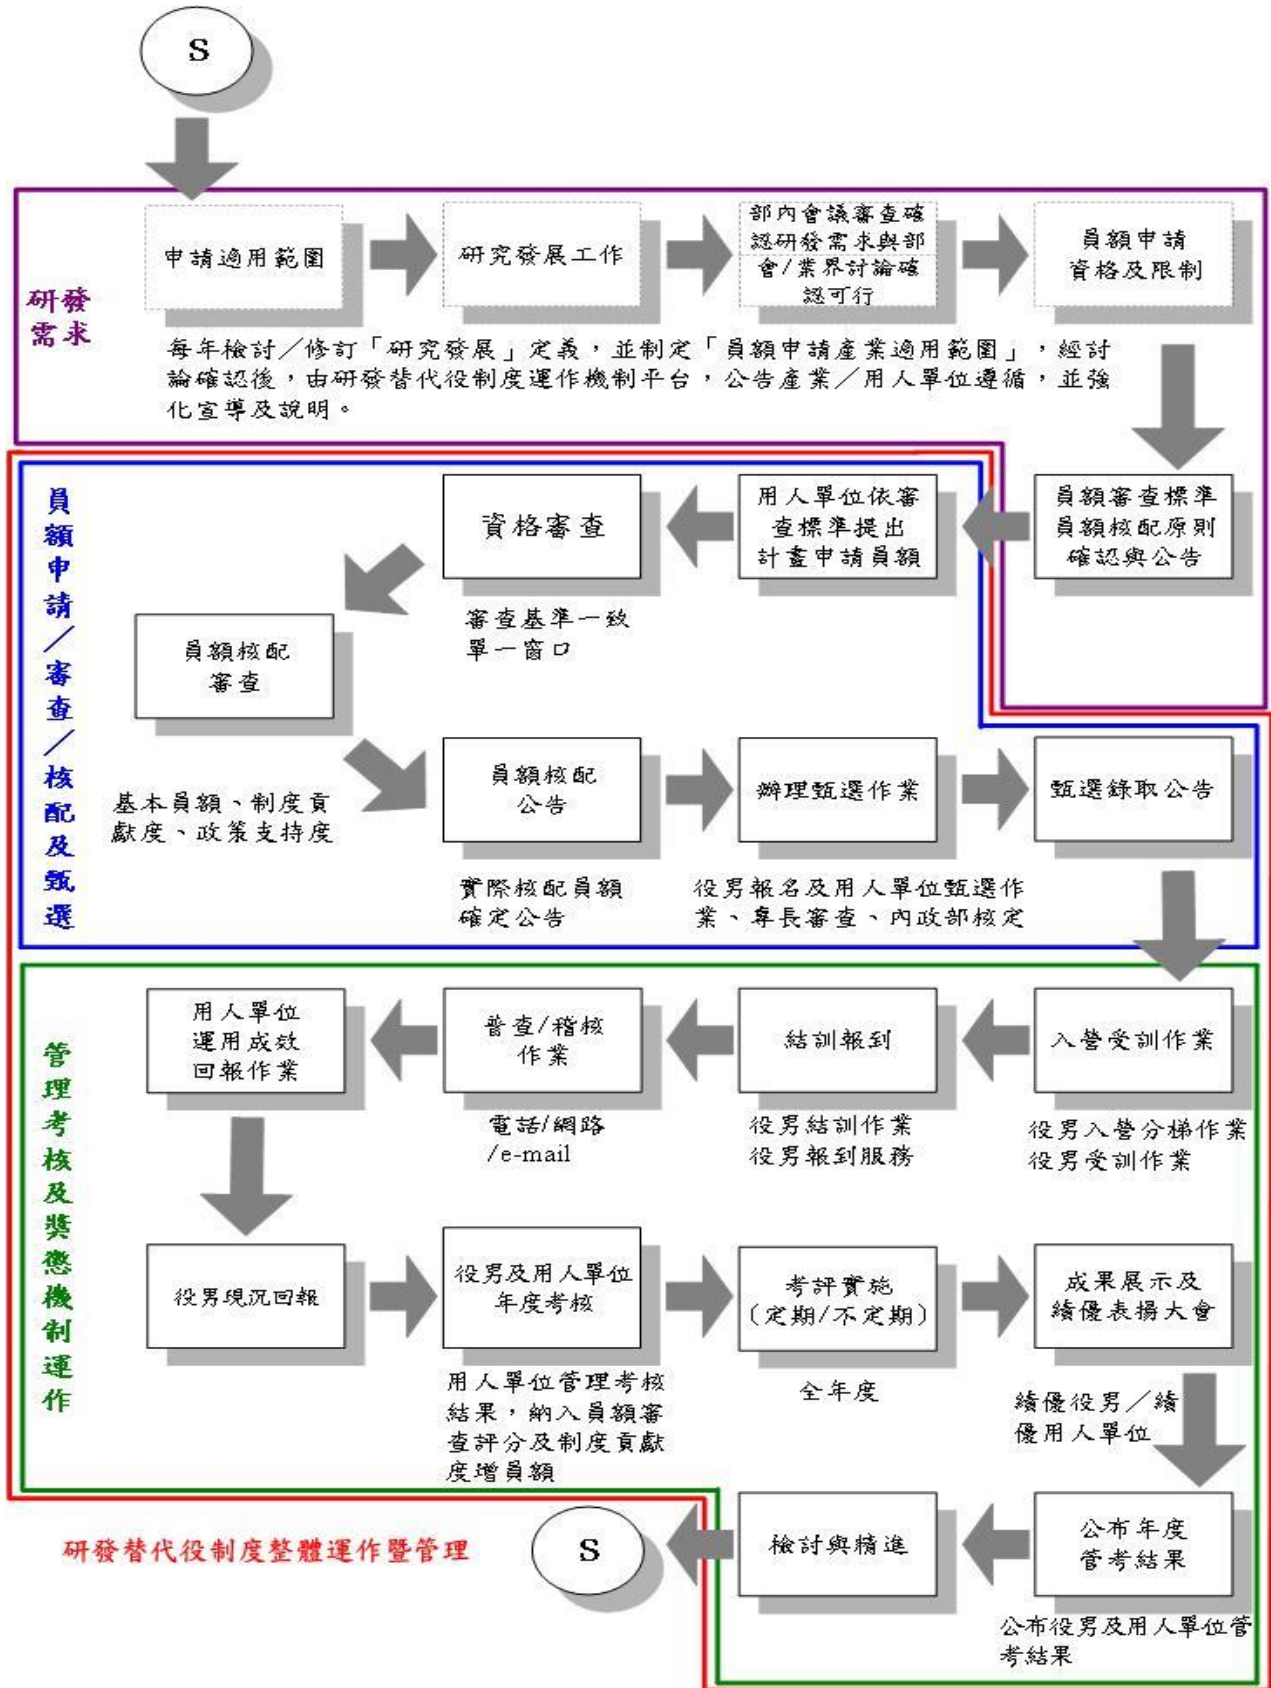 S
申請適用範圍
研究發展工作
部內會議審查確
認研發需求與部
會/業界討論確
認可行
員額申請
資格及限制
研發
需求
每年檢討／修訂「研究發展」定義，並制定「員額申請產業適用範圍」，經討
論確認後，由研發替代役制度運作機制平台，公告產業／用人單位遵循，並強
化宣導及說明。
員額審查標準
員額核配原則
確認與公告
用人單位依審
查標準提出
計畫申請員額
資格審查
審查基準一致
單一窗口
員額申請／審查／核配及甄選
員額核配
審查
基本員額、制度貢
獻度、政策支持度
員額核配
公告
實際核配員額
確定公告
辦理甄選作業
役男報名及用人單位甄選作
業、專長審查、內政部核定
甄選錄取公告
管理考核及獎懲機制運作
入營受訓作業
役男入營分梯作業
役男受訓作業
結訓報到
役男結訓作業
役男報到服務
普查/稽核
作業
電話/網路
/e-mail
用人單位
運用成效
回報作業
役男現況回報
役男及用人單位
年度考核
用人單位管理考核
結果，納入員額審
查評分及制度貢獻
度增員額
考評實施
(定期/不定期)
全年度
成果展示及
績優表揚大會
績優役男／績
優用人單位
公布年度
管考結果
公布役男及用人單位管
考結果
檢討與精進
S
研發替代役制度整體運作暨管理